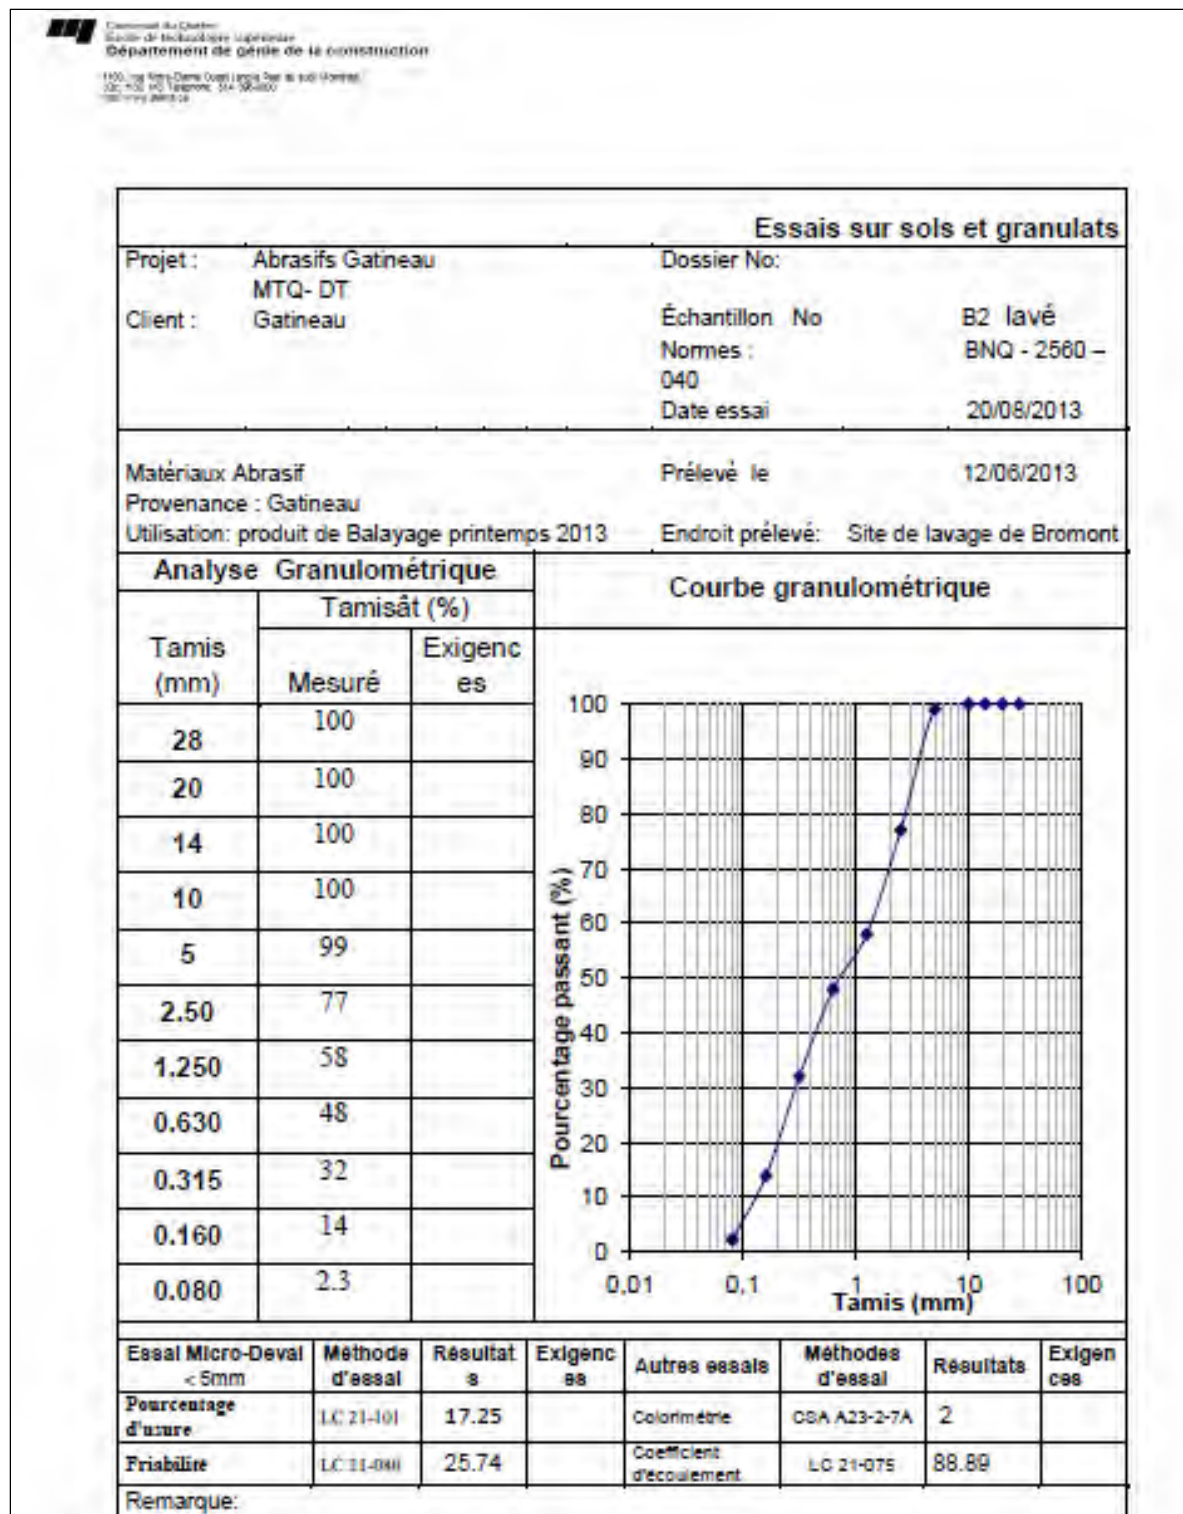 École de technologie supérieure
Département de génie de la construction
Essais sur sols et granulats
Projet : Abrasifs Gatineau Dossier No:
MTQ- DT
Client : Gatineau Échantillon No B2 lavé
Normes : BNQ - 2560 –
040
Date essai 20/08/2013
Matériaux Abrasif Prélevé le 12/06/2013
Provenance : Gatineau
Utilisation: produit de Balayage printemps 2013 Endroit prélevé: Site de lavage de Bromont
Analyse Granulométrique
Courbe granulométrique
Tamisât (%)
Tamis Exigenc
(mm) Mesuré es
28 100
20 100
14 100
10 100
5 99
2.50 77
1.250 58
0.630 48
0.315 32
0.160 14
0.080 2.3
Pourcentage passant (%)
100
90
80
70
60
50
40
30
20
10
0
0,01 0,1 1 10 100
Tamis (mm)
Essai Micro-Deval Méthode Résultat Exigenc Autres essais Méthodes Résultats Exigen
< 5mm d'essai s es d'essai ces
Pourcentage
d'usure LC 21-101 17.25 Colorimétrie CSA A23-2-7A 2
Friabilite 25.74 Coefficient
d'écoulement LC 21-075 88.89
Remarque: